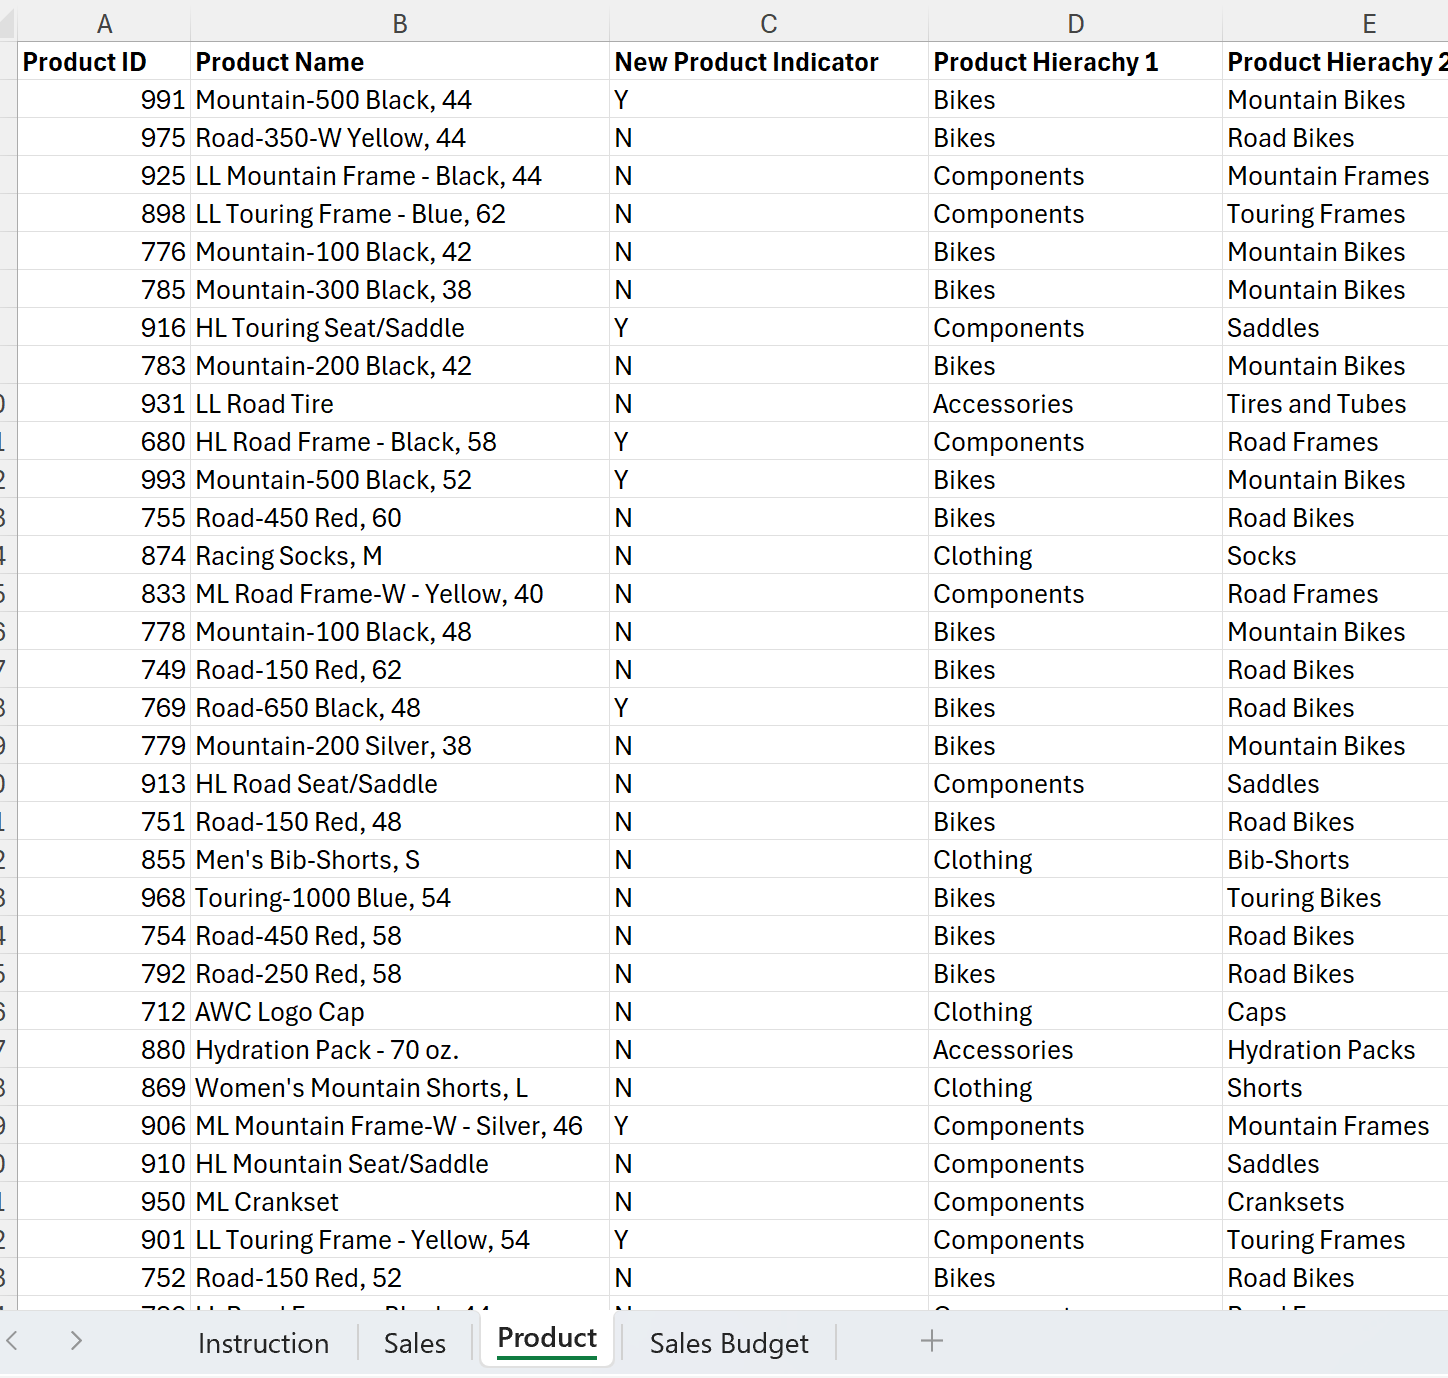 A B C D E
Product ID Product Name New Product Indicator Product Hierachy 1 Product Hierachy 2
991 Mountain-500 Black, 44 Y Bikes Mountain Bikes
975 Road-350-W Yellow, 44 N Bikes Road Bikes
925 LL Mountain Frame - Black, 44 N Components Mountain Frames
898 LL Touring Frame - Blue, 62 N Components Touring Frames
776 Mountain-100 Black, 42 N Bikes Mountain Bikes
785 Mountain-300 Black, 38 N Bikes Mountain Bikes
916 HL Touring Seat/Saddle Y Components Saddles
783 Mountain-200 Black, 42 N Bikes Mountain Bikes
931 LL Road Tire N Accessories Tires and Tubes
680 HL Road Frame - Black, 58 Y Components Road Frames
993 Mountain-500 Black, 52 Y Bikes Mountain Bikes
755 Road-450 Red, 60 N Bikes Road Bikes
874 Racing Socks, M N Clothing Socks
833 ML Road Frame-W - Yellow, 40 N Components Road Frames
778 Mountain-100 Black, 48 N Bikes Mountain Bikes
749 Road-150 Red, 62 N Bikes Road Bikes
769 Road-650 Black, 48 Y Bikes Road Bikes
779 Mountain-200 Silver, 38 N Bikes Mountain Bikes
913 HL Road Seat/Saddle N Components Saddles
751 Road-150 Red, 48 N Bikes Road Bikes
855 Men's Bib-Shorts, S N Clothing Bib-Shorts
968 Touring-1000 Blue, 54 N Bikes Touring Bikes
754 Road-450 Red, 58 N Bikes Road Bikes
792 Road-250 Red, 58 N Bikes Road Bikes
712 AWC Logo Cap N Clothing Caps
880 Hydration Pack - 70 oz. N Accessories Hydration Packs
869 Women's Mountain Shorts, L N Clothing Shorts
906 ML Mountain Frame-W - Silver, 46 Y Components Mountain Frames
910 HL Mountain Seat/Saddle N Components Saddles
950 ML Crankset N Components Cranksets
901 LL Touring Frame - Yellow, 54 Y Components Touring Frames
752 Road-150 Red, 52 N Bikes Road Bikes
Instruction Sales Product Sales Budget